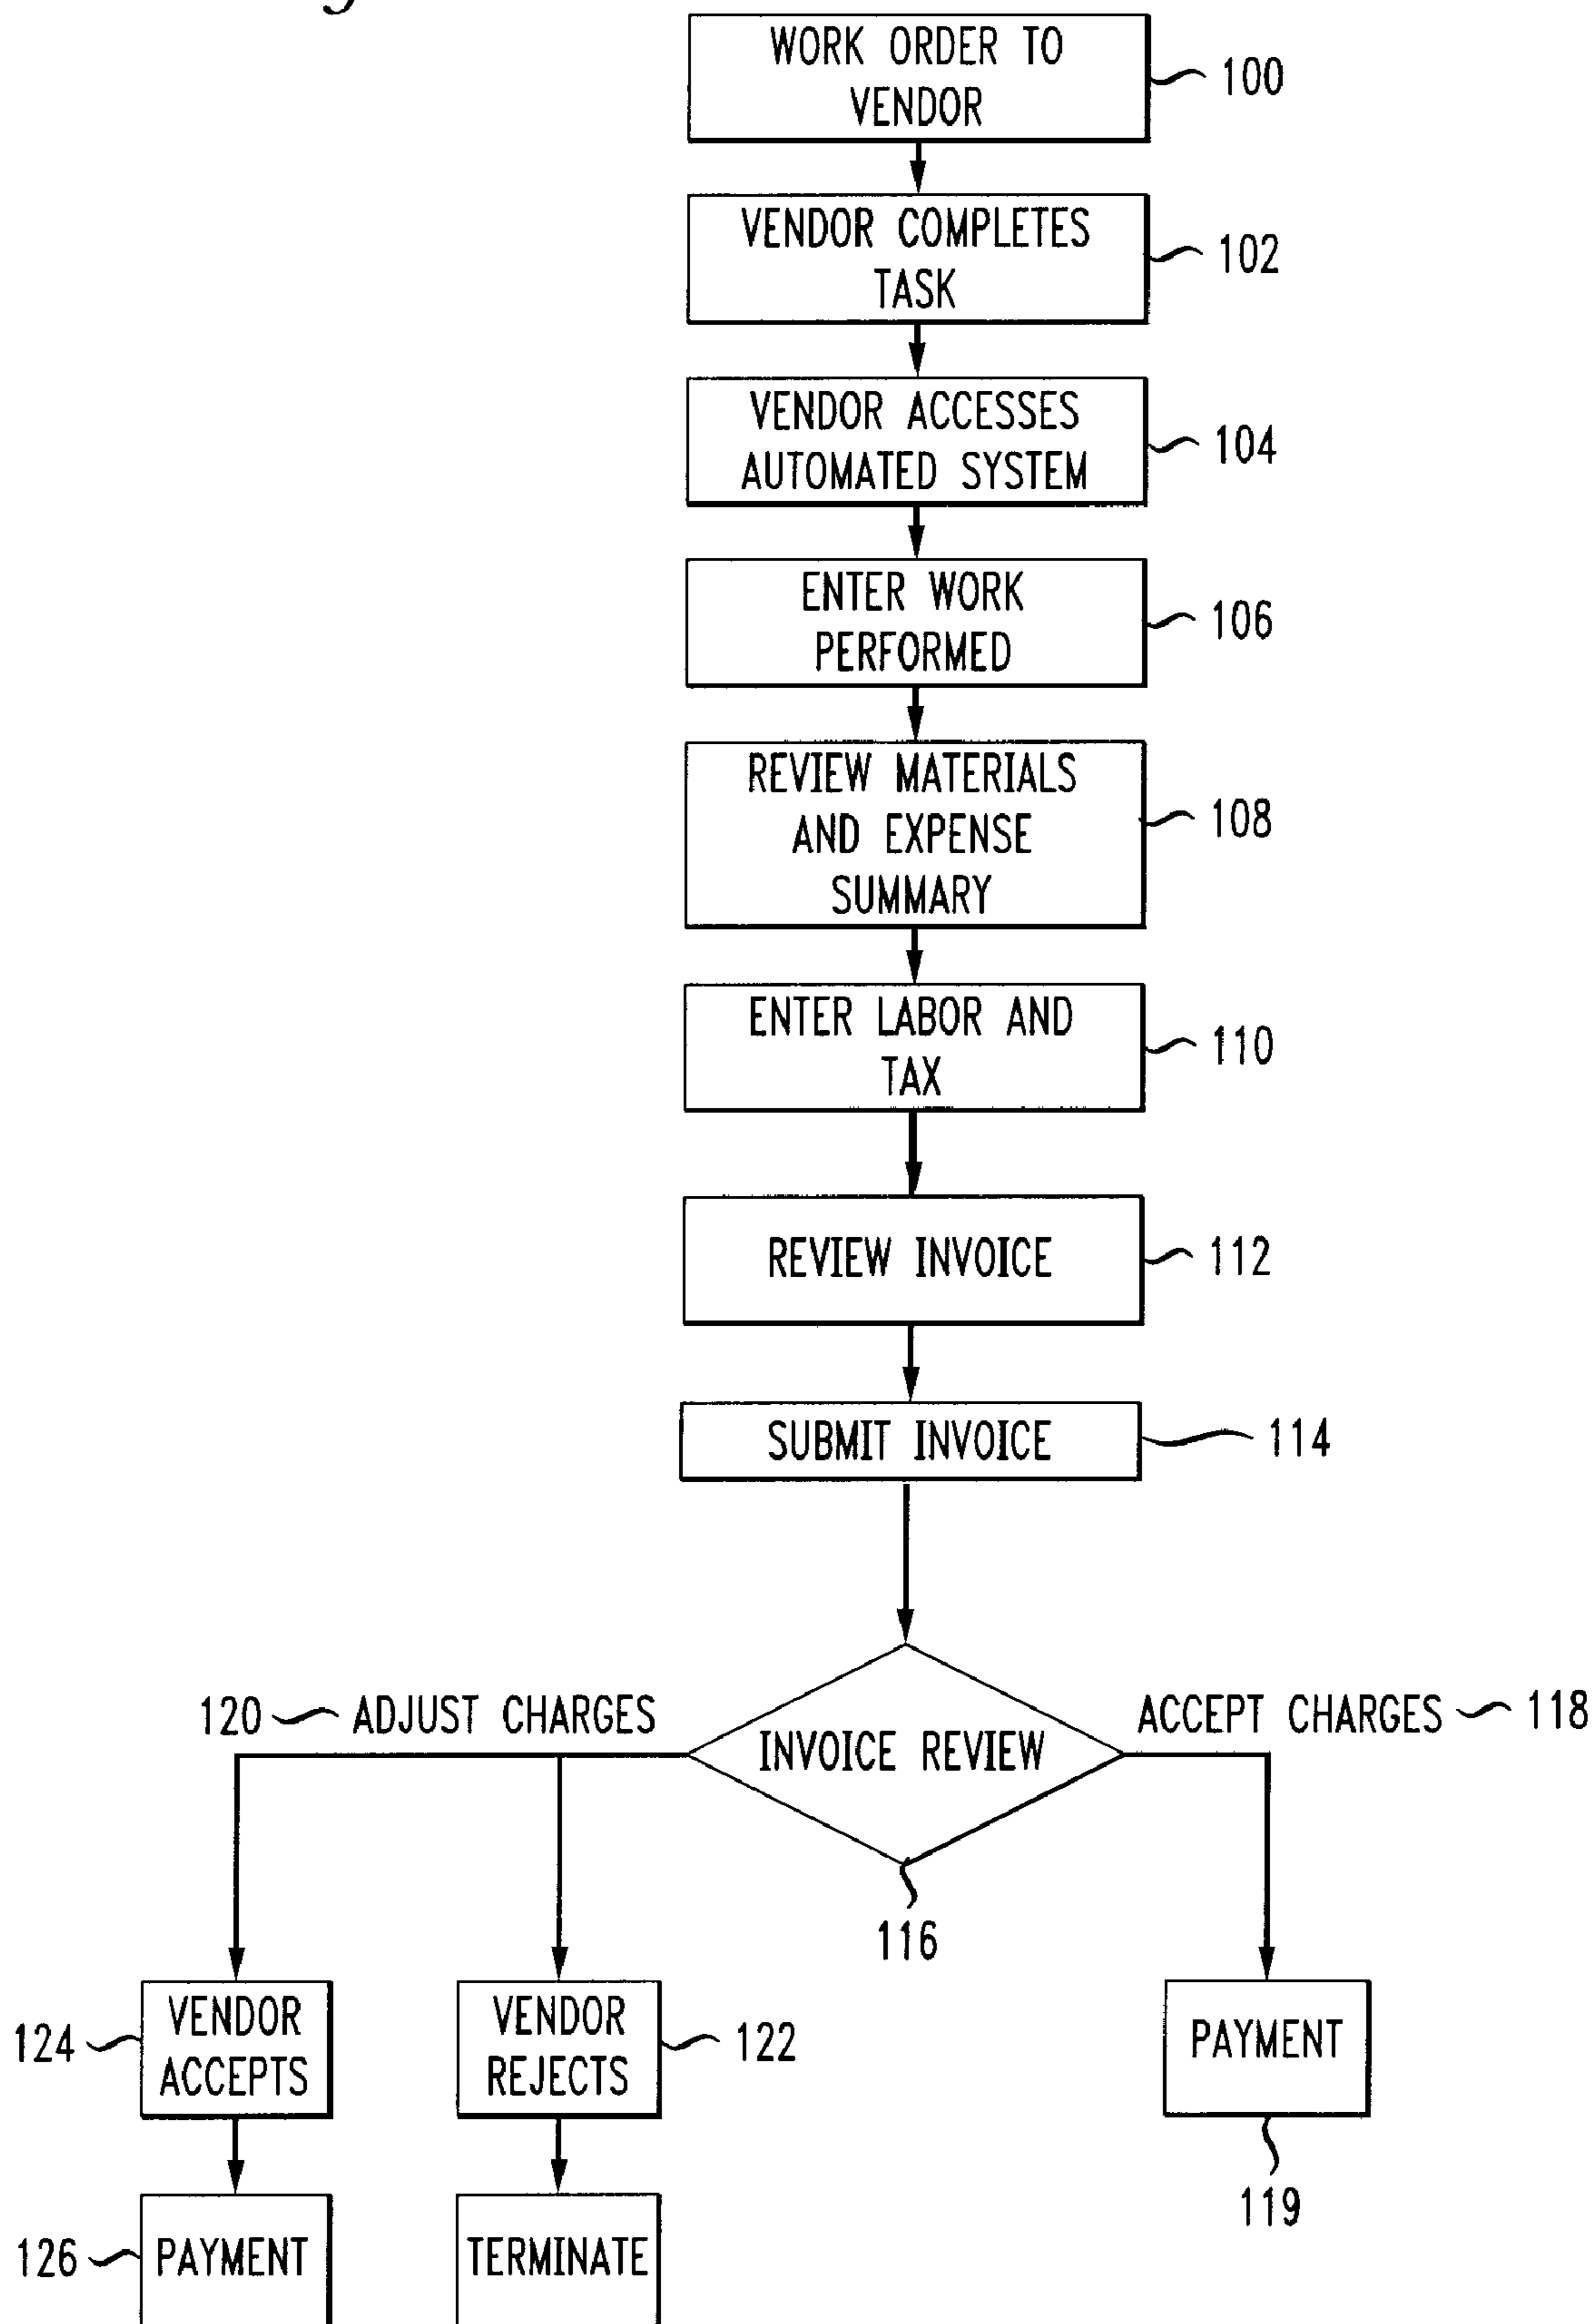 WORK ORDER TO
VENDOR
100
VENDOR COMPLETES
TASK
102
VENDOR ACCESSES
AUTOMATED SYSTEM
104
ENTER WORK
PERFORMED
106
REVIEW MATERIALS
AND EXPENSE
SUMMARY
108
ENTER LABOR AND
TAX
110
REVIEW INVOICE
112
SUBMIT INVOICE
114
120
ADJUST CHARGES
INVOICE REVIEW
ACCEPT CHARGES
118
116
124
VENDOR
ACCEPTS
VENDOR
REJECTS
122
PAYMENT
119
126
PAYMENT
TERMINATE